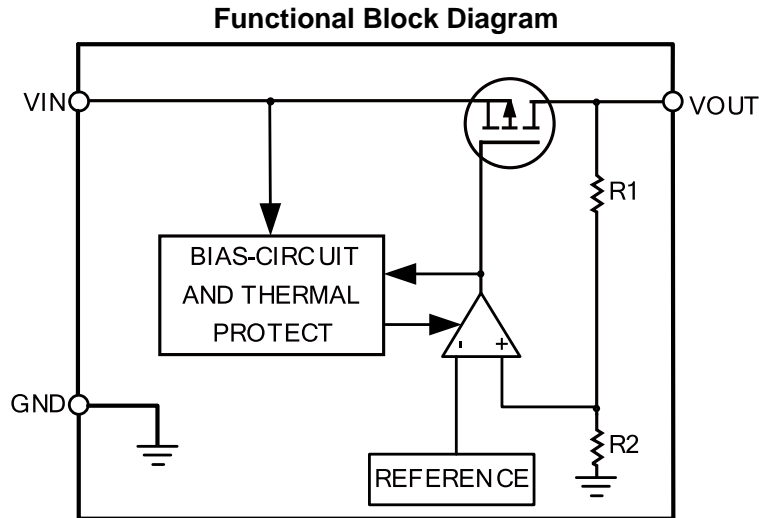 Functional Block Diagram
VIN
VOUT
R1
BIAS-CIRCUIT
AND THERMAL
PROTECT
- +
GND
R2
REFERENCE